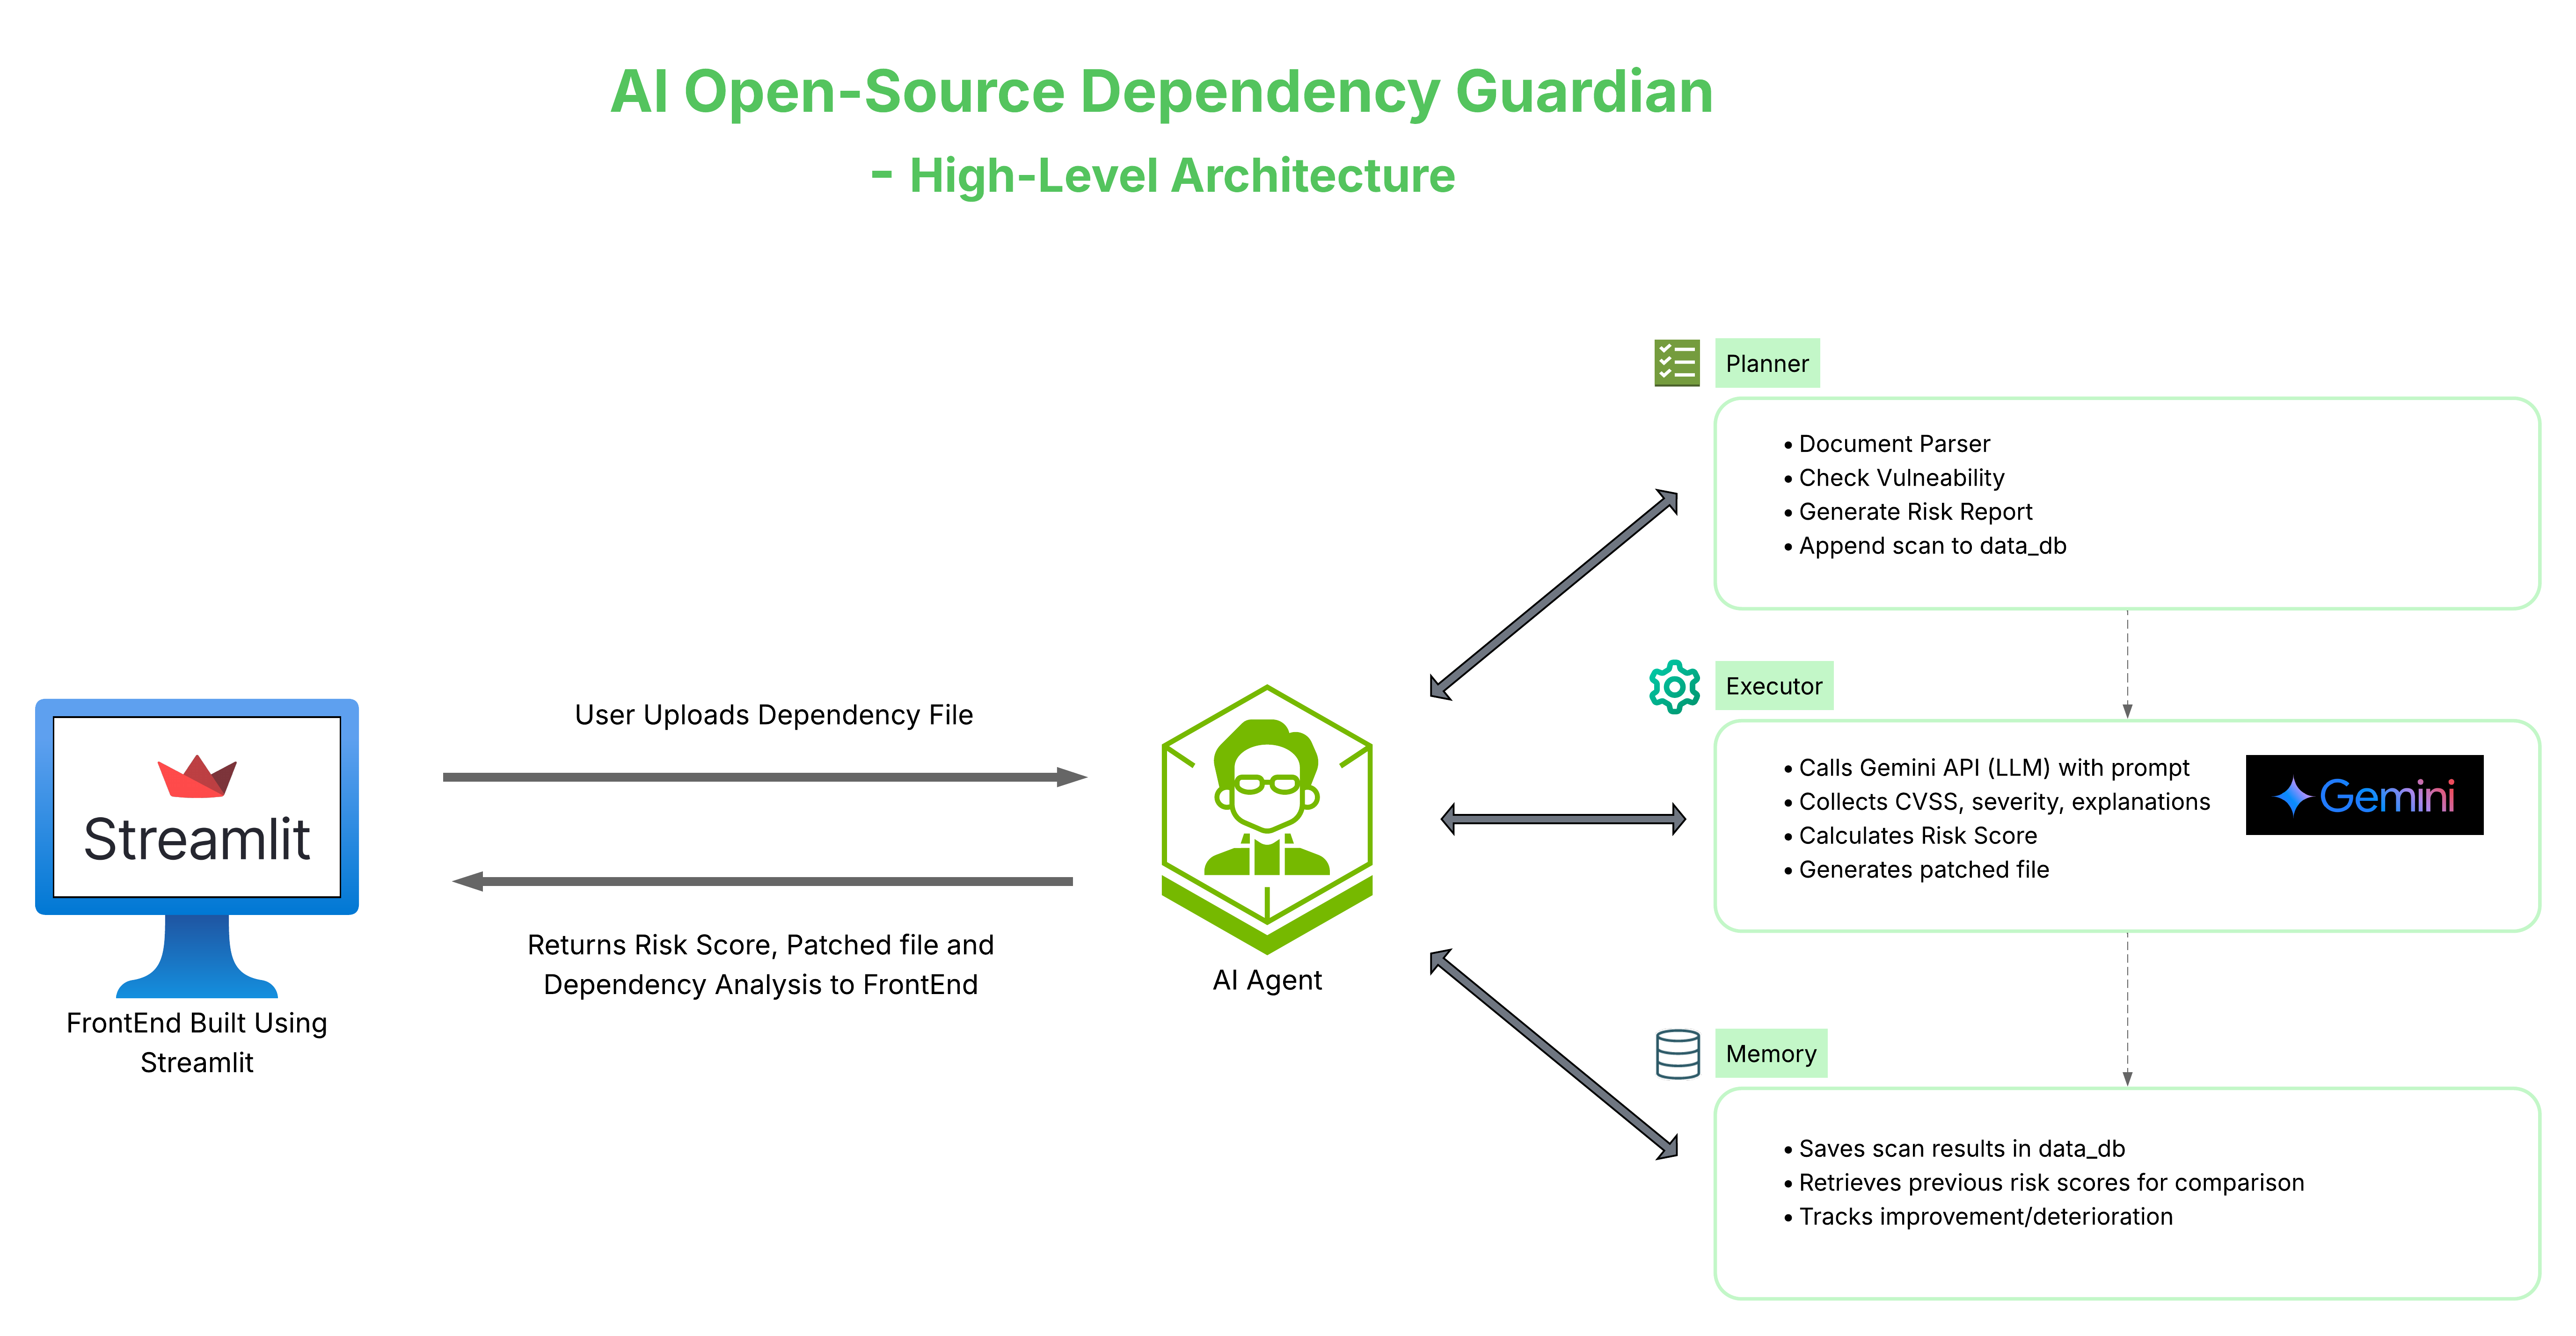 AI Open-Source Dependency Guardian
- High-Level Architecture
Planner
• Document Parser
• Check Vulneability
• Generate Risk Report
• Append scan to data_db
Executor
• Calls Gemini API (LLM) with prompt
• Collects CVSS, severity, explanations
• Calculates Risk Score
• Generates patched file
Gemini
Memory
• Saves scan results in data_db
• Retrieves previous risk scores for comparison
• Tracks improvement/deterioration
User Uploads Dependency File
Returns Risk Score, Patched file and
Dependency Analysis to FrontEnd
AI Agent
Streamlit
FrontEnd Built Using
Streamlit